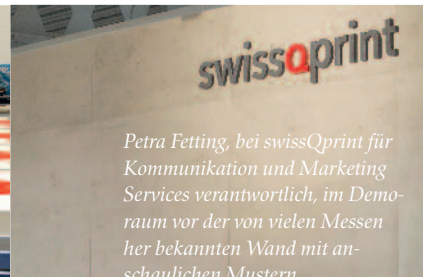 swissQprint
Petra Fetting, bei swissQprint für
Kommunikation und Marketing
Services verantwortlich, im Demo-
raum vor der von vielen Messen
her bekannten Wand mit an-
schaulichen Mustern